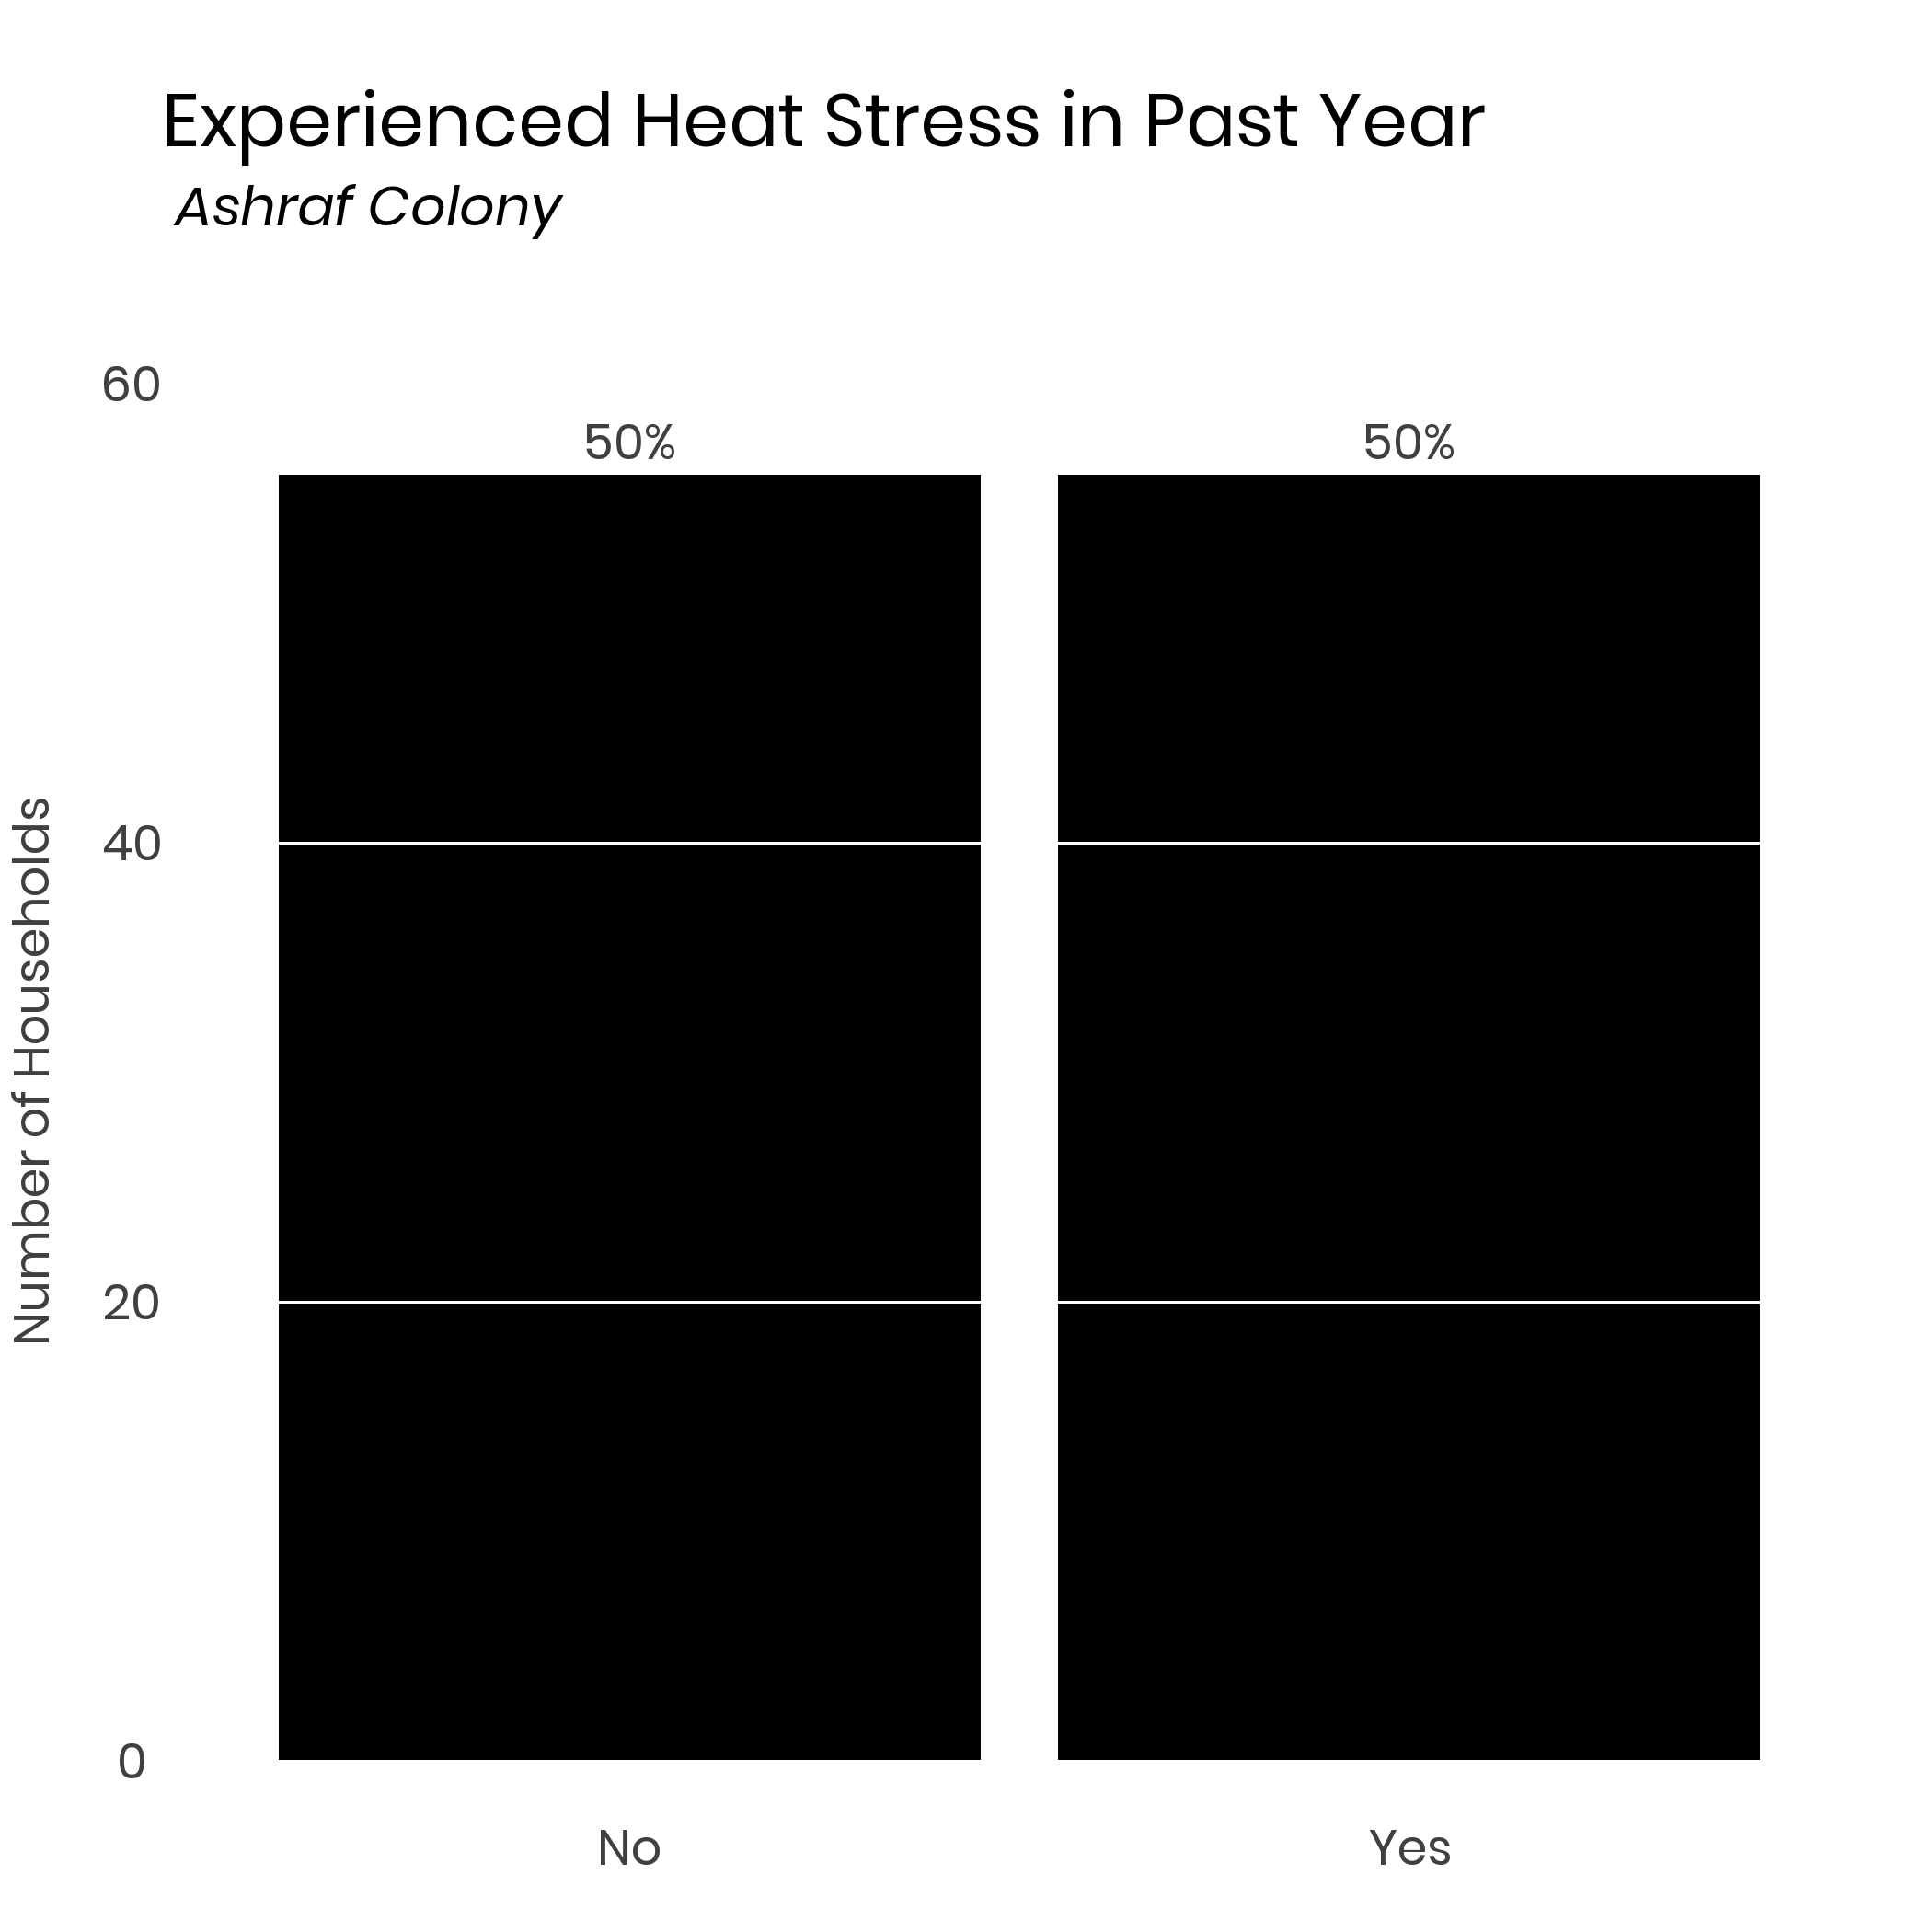 Experienced Heat Stress in Past Year
Ashraf Colony
Number of Households
60
40
20
0
50%
50%
No
Yes